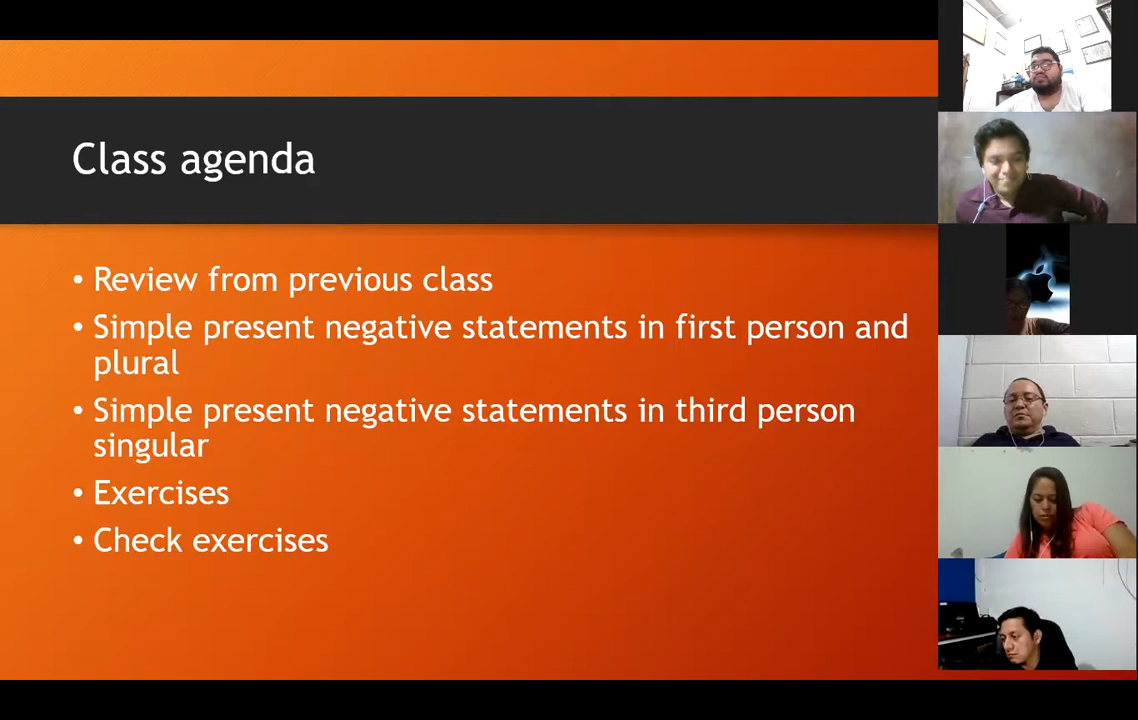 Class agenda
• Review from previous class
• Simple present negative statements in first person and
plural
• Simple present negative statements in third person
singular
• Exercises
• Check exercises